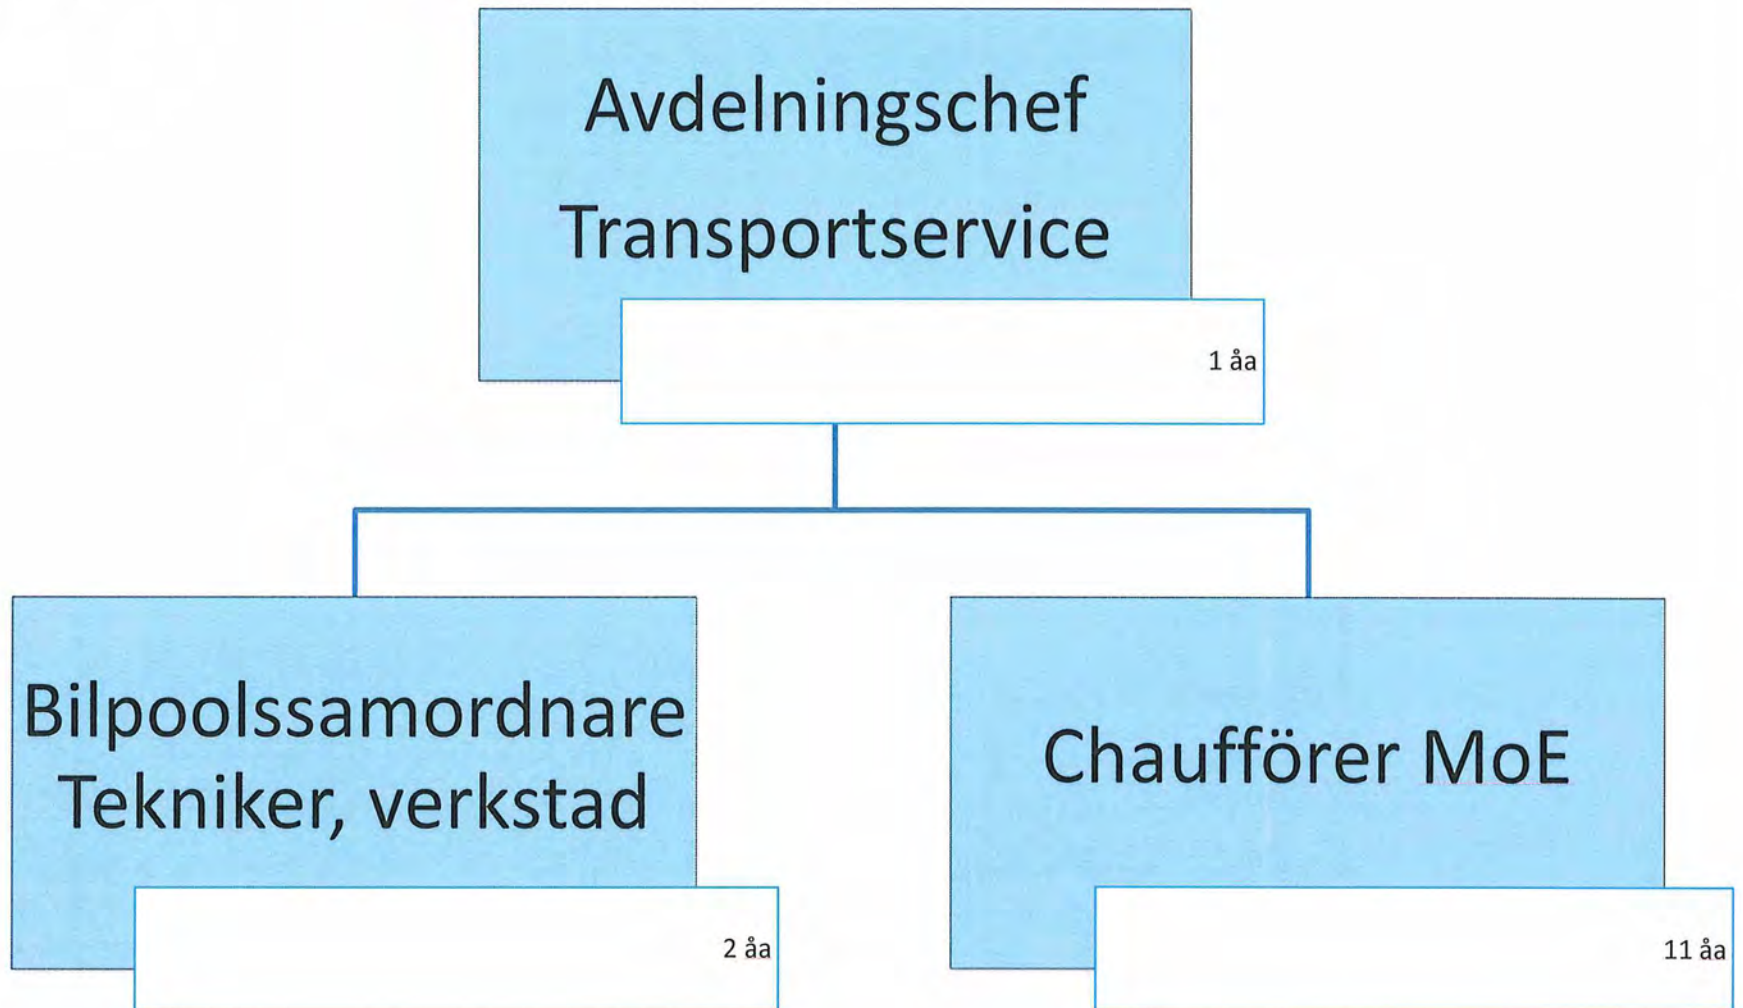 Avdelningschef
Transportservice
1 åa
Bilpoolssamordnare
Tekniker, verkstad
2 åa
Chaufförer MoE
11 åa